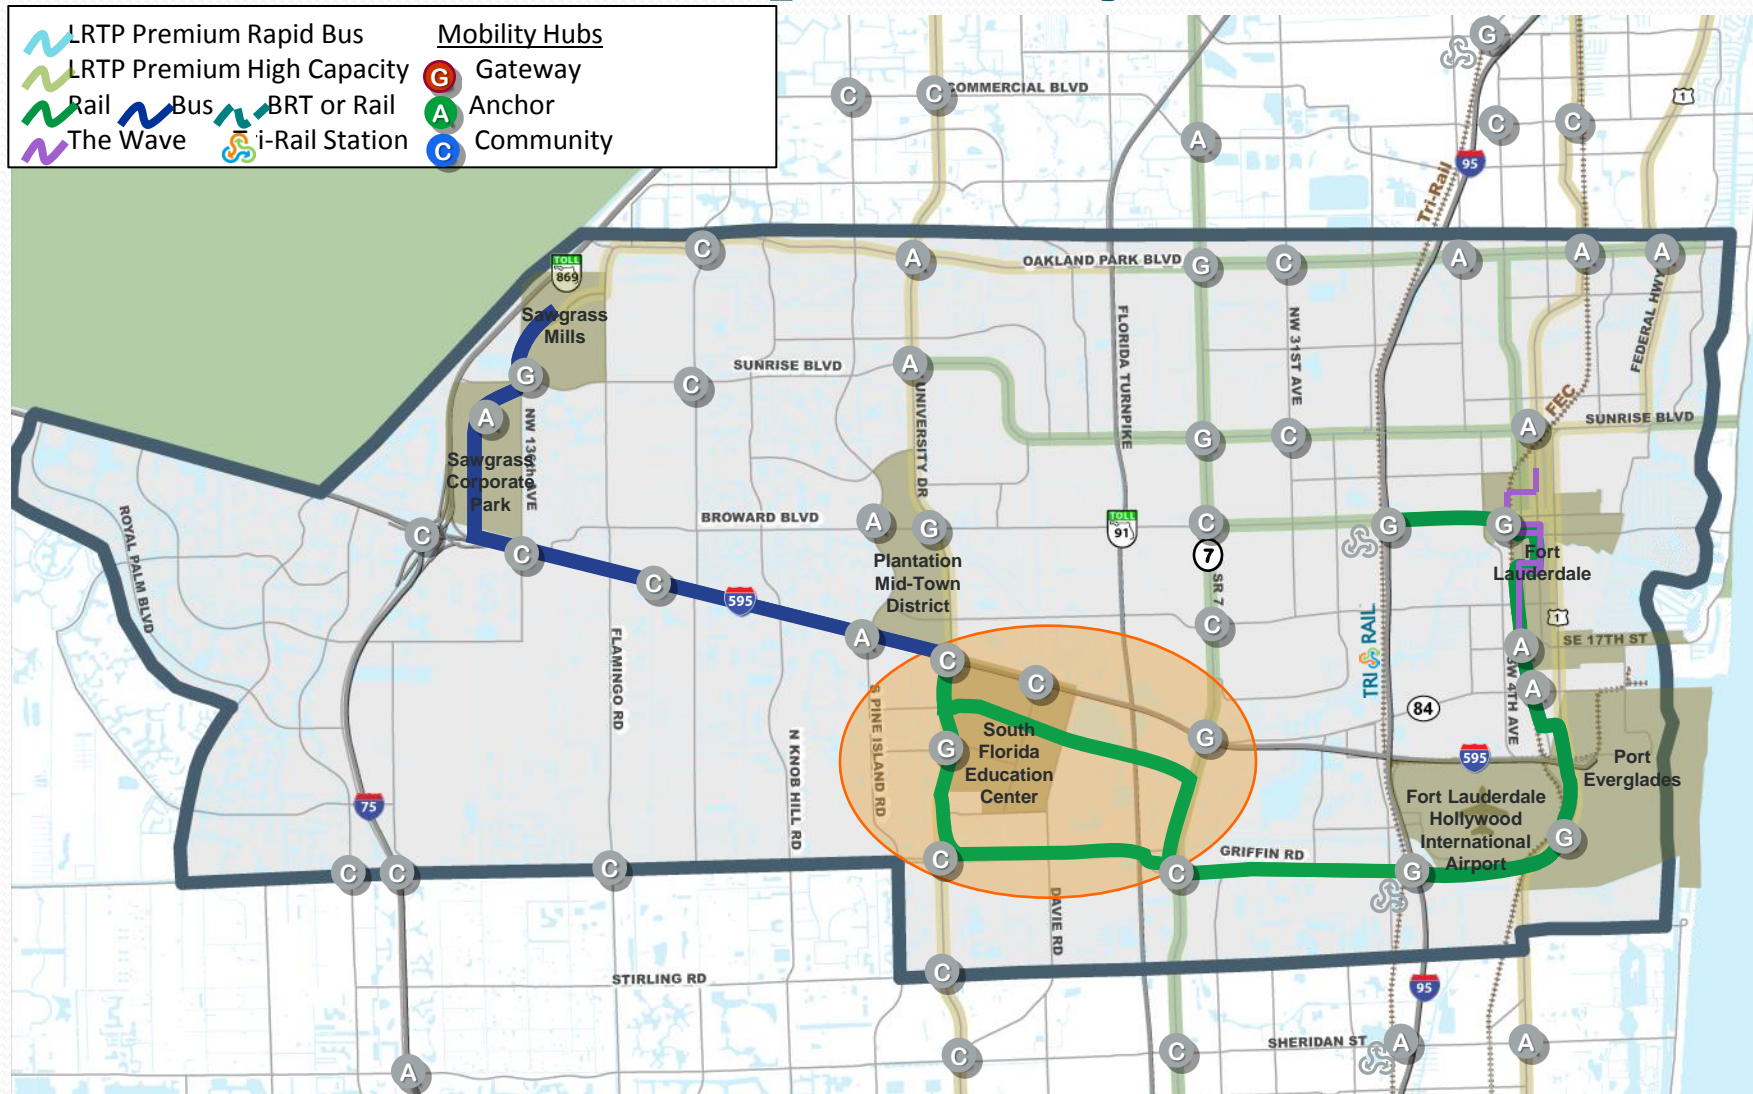 LRTP Premium Rapid Bus
Mobility Hubs
LRTP Premium High Capacity
G Gateway
Rail
Bus
BRT or Rail
A Anchor
The Wave
Tri-Rail Station
C Community
G
C
C
COMMERCIAL BLVD
1
C
C
A
95
Tri-Rail
C
A
OAKLAND PARK BLVD
G
C
A
A
A
TOLL
869
Sawgrass
Mills
FLORIDA TURNPIKE
NW 31ST AVE
FEDERAL HWY
G
C
SUNRISE BLVD
A
UNIVERSITY DR
FEC
A
NW 136th AVE
G
C
A
SUNRISE BLVD
Sawgrass
Corporate
Park
ROYAL PALM BLVD
C
C
BROWARD BLVD
A
G
TOLL
91
C
7
G
G
Fort
Lauderdale
Plantation
Mid-Town
District
C
595
SR 7
C
1
A
C
C
FLAMINGO RD
TRI RAIL
A
SE 17TH ST
SW 4TH AVE
A
S PINE ISLAND RD
N KNOB HILL RD
G
South
Florida
Education
Center
G
84
595
Port
Everglades
75
Fort Lauderdale
Hollywood
International
Airport
G
C
C
C
C
C
GRIFFIN RD
G
DAVIE RD
C
STIRLING RD
95
A
C
C
SHERIDAN ST
A
A